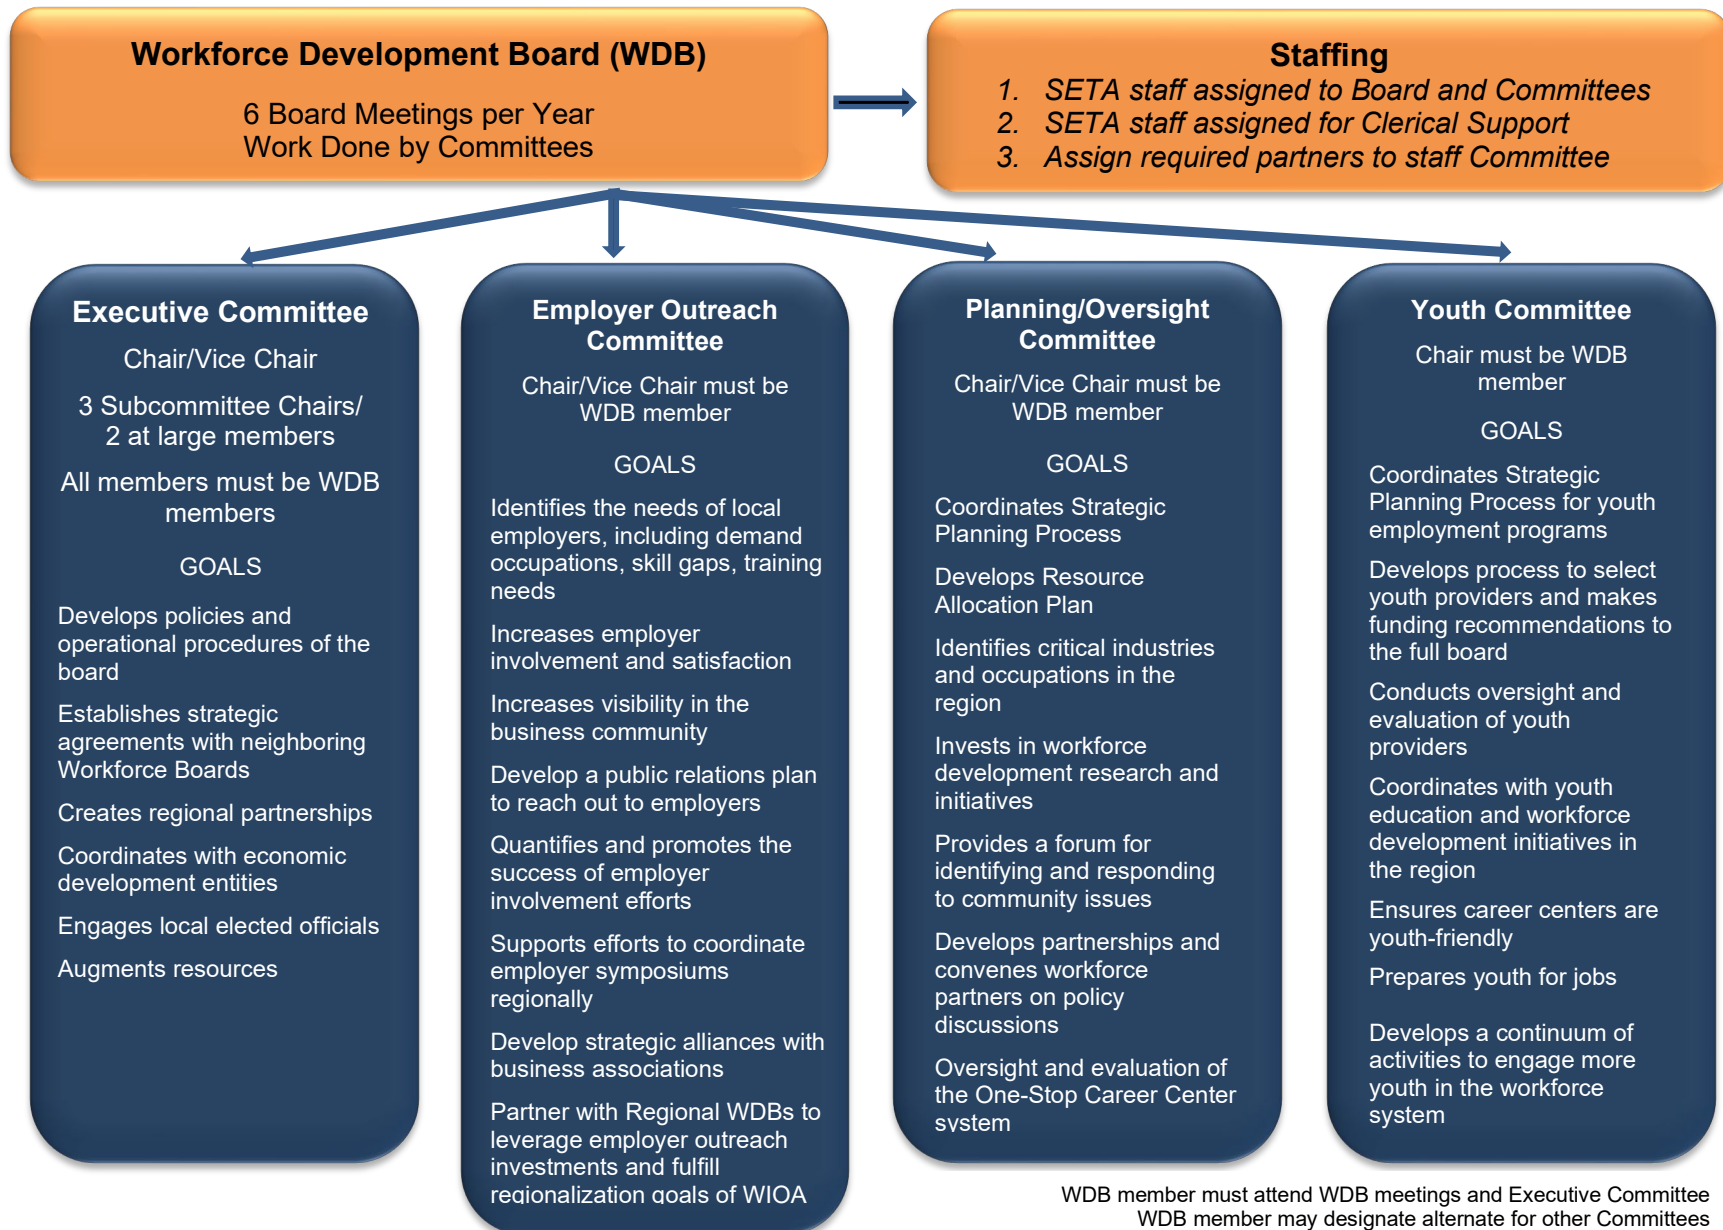 Workforce Development Board (WDB)
6 Board Meetings per Year
Work Done by Committees
Staffing
1. SETA staff assigned to Board and Committees
2. SETA staff assigned for Clerical Support
3. Assign required partners to staff Committee
Executive Committee
Chair/Vice Chair
3 Subcommittee Chairs/
2 at large members
All members must be WDB
members
GOALS
Develops policies and
operational procedures of the
board
Establishes strategic
agreements with neighboring
Workforce Boards
Creates regional partnerships
Coordinates with economic
development entities
Engages local elected officials
Augments resources
Employer Outreach
Committee
Chair/Vice Chair must be
WDB member
GOALS
Identifies the needs of local
employers, including demand
occupations, skill gaps, training
needs
Increases employer
involvement and satisfaction
Increases visibility in the
business community
Develop a public relations plan
to reach out to employers
Quantifies and promotes the
success of employer
involvement efforts
Supports efforts to coordinate
employer symposiums
regionally
Develop strategic alliances with
business associations
Partner with Regional WDBs to
leverage employer outreach
investments and fulfill
regionalization goals of WIOA
Planning/Oversight
Committee
Chair/Vice Chair must be
WDB member
GOALS
Coordinates Strategic
Planning Process
Develops Resource
Allocation Plan
Identifies critical industries
and occupations in the
region
Invests in workforce
development research and
initiatives
Provides a forum for
identifying and responding
to community issues
Develops partnerships and
convenes workforce
partners on policy
discussions
Oversight and evaluation of
the One-Stop Career Center
system
Youth Committee
Chair must be WDB
member
GOALS
Coordinates Strategic
Planning Process for youth
employment programs
Develops process to select
youth providers and makes
funding recommendations to
the full board
Conducts oversight and
evaluation of youth
providers
Coordinates with youth
education and workforce
development initiatives in
the region
Ensures career centers are
youth-friendly
Prepares youth for jobs
Develops a continuum of
activities to engage more
youth in the workforce
system
WDB member must attend WDB meetings and Executive Committee
WDB member may designate alternate for other Committees